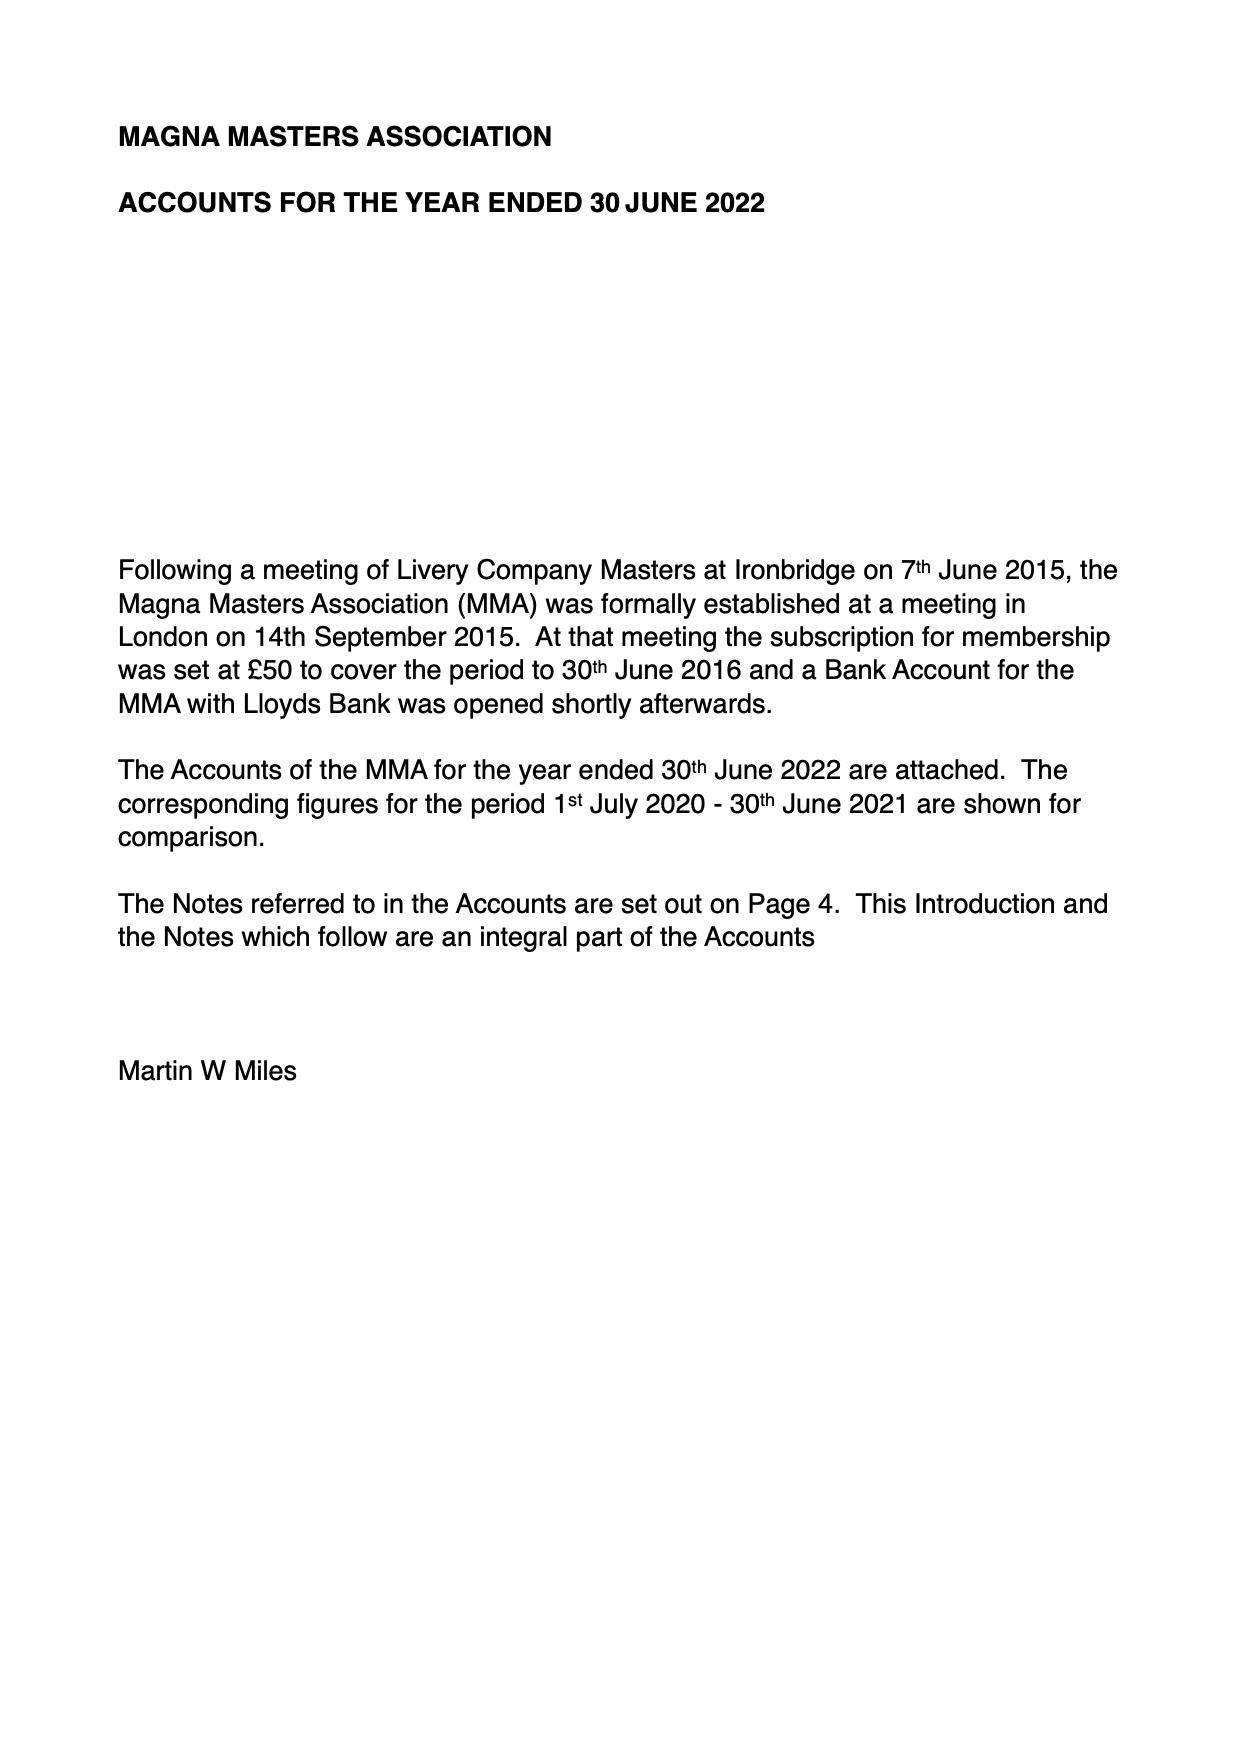 MAGNA MASTERS ASSOCIATION
ACCOUNTS FOR THE YEAR ENDED 30 JUNE 2022
Following a meeting of Livery Company Masters at Ironbridge on 7th June 2015, the
Magna Masters Association (MMA) was formally established at a meeting in
London on 14th September 2015.  At that meeting the subscription for membership
was set at £50 to cover the period to 30th June 2016 and a Bank Account for the
MMA with Lloyds Bank was opened shortly afterwards.
The Accounts of the MMA for the year ended 30th June 2022 are attached.  The
corresponding figures for the period 1st July 2020 - 30th June 2021 are shown for
comparison.
The Notes referred to in the Accounts are set out on Page 4.  This Introduction and
the Notes which follow are an integral part of the Accounts
Martin W Miles